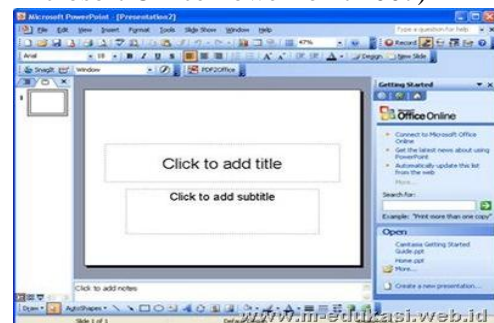 Microsoft PowerPoint - [Presentation2]
File Edit View Insert Format Tools Slide Show Window Help
Type a question for help
47%
Record
Arial
18
B I U S
Design
New Slide
SnagIt
Window
PDF2Office
Getting Started
Office Online
Connect to Microsoft Office Online
Get the latest news about using PowerPoint
Automatically update this list from the web
More...
Search for:
Example: "Print more than one copy"
Open
Camtasia Getting Started Guide.ppt
Home.ppt
More...
Create a new presentation...
1
Click to add title
Click to add subtitle
Click to add notes
Draw
AutoShapes
Slide 1 of 1
www.m-edukasi.web.id